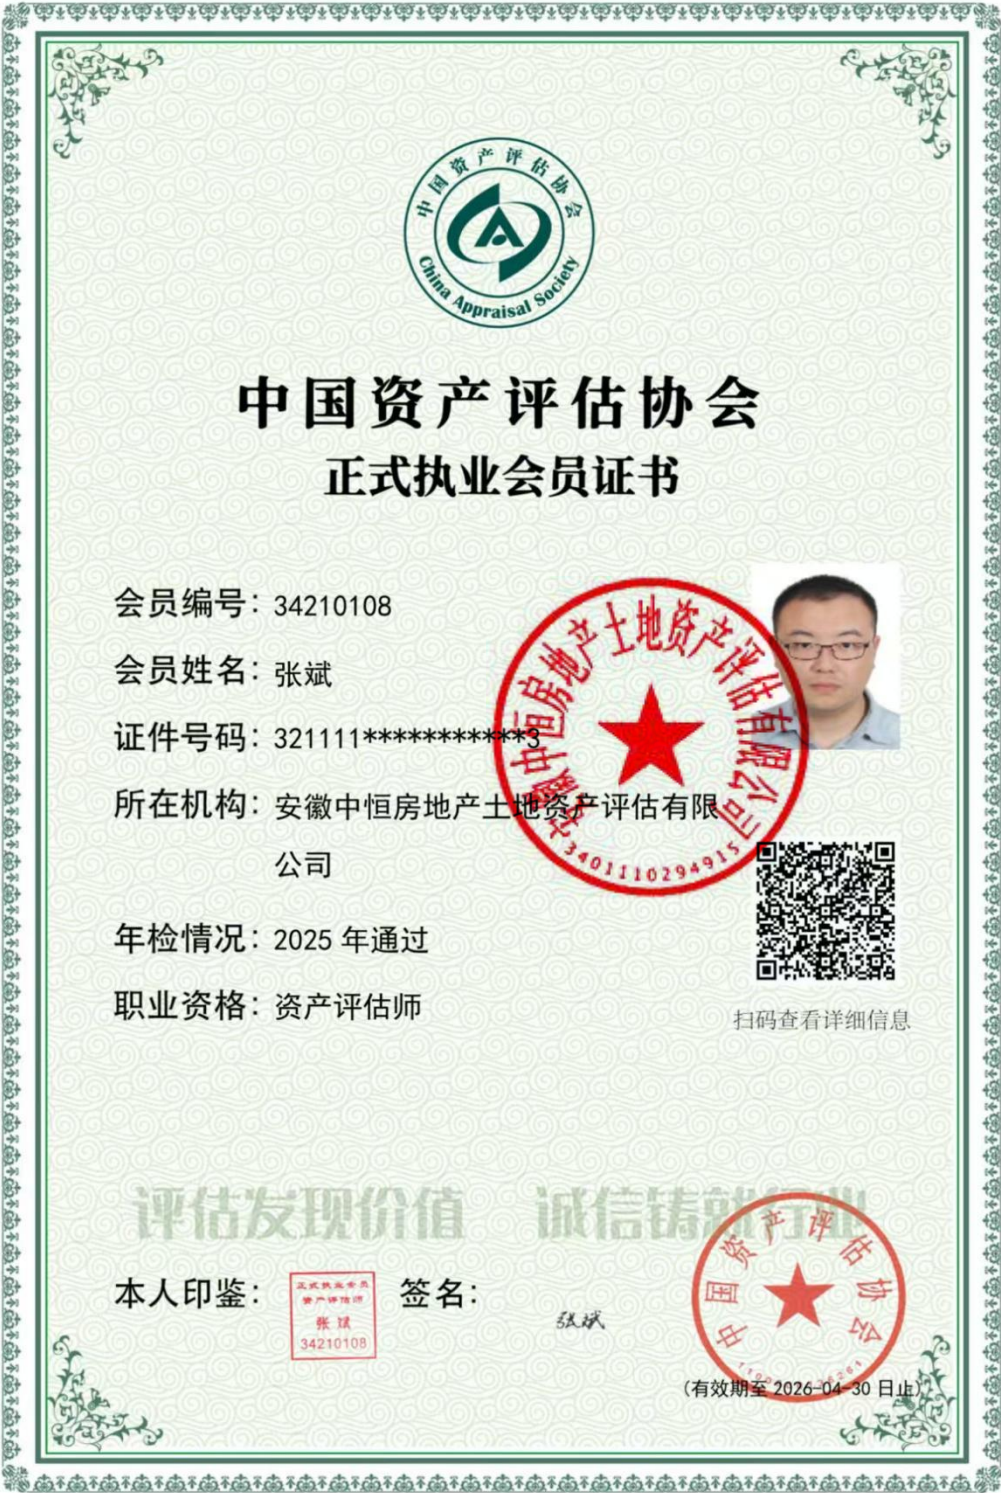 中国资产评估协会
China Appraisal Society
中国资产评估协会
正式执业会员证书
会员编号：34210108
会员姓名：张斌
证件号码：321111***********3
所在机构：安徽中恒房地产土地资产评估有限
公司
安徽中恒房地产土地资产评估有限公司
3401110294915
年检情况：2025 年通过
职业资格：资产评估师
扫码查看详细信息
评估发现价值 诚信铸就行业
本人印鉴：
正式执业会员
资产评估师
张斌
34210108
签名：
张斌
中国资产评估协会
(有效期至 2026-04-30 日止)